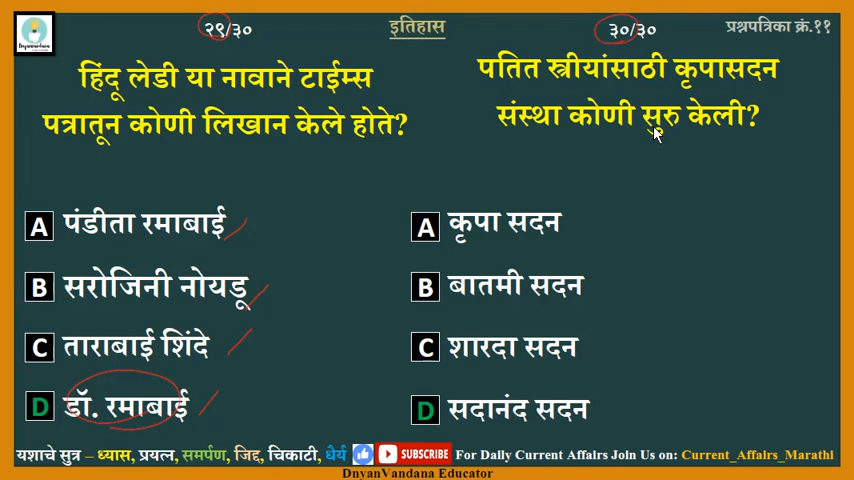 २९/३०
इतिहास
३०/३०
प्रश्नपत्रिका क्रं.११
हिंदू लेडी या नावाने टाईम्स
पत्रातून कोणी लिखान केले होते?
A पंडीता रमाबाई
B सरोजिनी नोयडू
C ताराबाई शिंदे
D डॉ. रमाबाई
पतित स्त्रीयांसाठी कृपासदन
संस्था कोणी सुरु केली?
A कृपा सदन
B बातमी सदन
C शारदा सदन
D सदानंद सदन
यशाचे सुत्र – ध्यास, प्रयत्न, समर्पण, जिद्द, चिकाटी, धैर्य SUBSCRIBE For Daily Current Affairs Join Us on: Current_Affairs_Marathi
DnyanVandana Educator